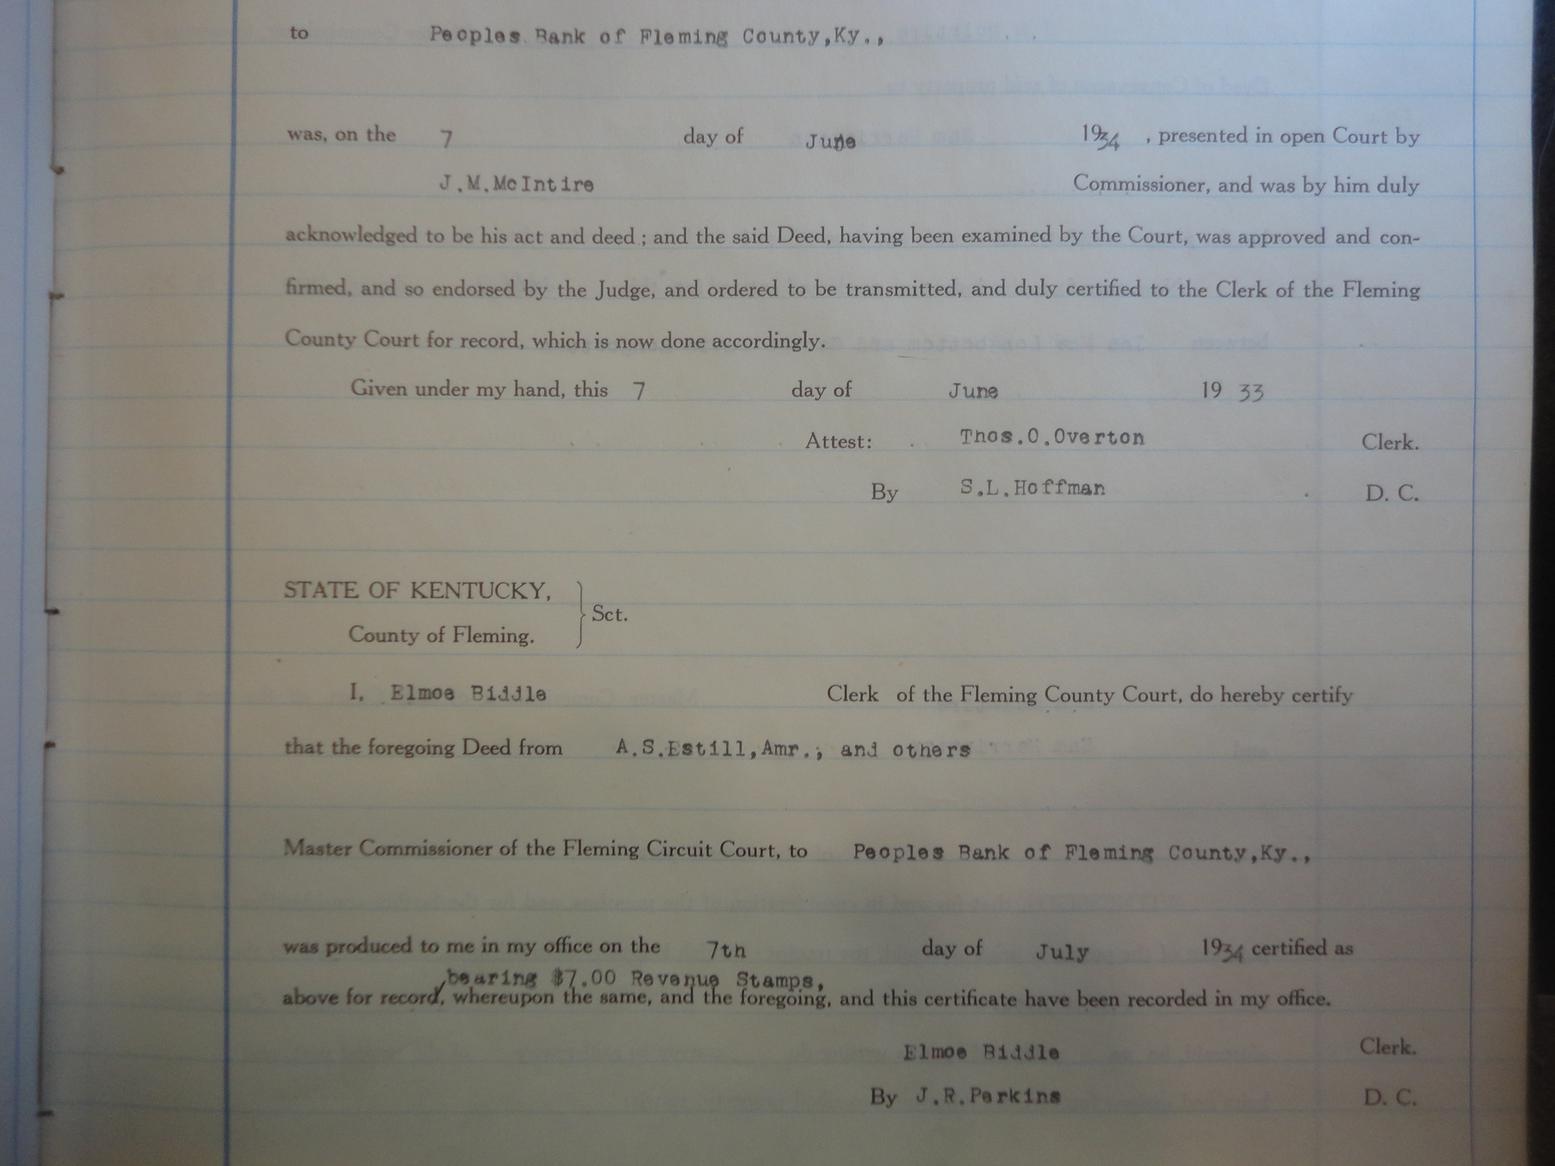 to Peoples Bank of Fleming County,Ky.,
was, on the 7 day of June 1934 , presented in open Court by
J.M.McIntire Commissioner, and was by him duly
acknowledged to be his act and deed ; and the said Deed, having been examined by the Court, was approved and con-
firmed, and so endorsed by the Judge, and ordered to be transmitted, and duly certified to the Clerk of the Fleming
County Court for record, which is now done accordingly.
Given under my hand, this 7 day of June 19 33
Attest: Thos.O.Overton Clerk.
By S.L.Hoffman D. C.
STATE OF KENTUCKY,
Sct.
County of Fleming.
I, Elmoe Biddle Clerk of the Fleming County Court, do hereby certify
that the foregoing Deed from A.S.Estill,Amr., and others
Master Commissioner of the Fleming Circuit Court, to Peoples Bank of Fleming County,Ky.,
was produced to me in my office on the 7th day of July 1934 certified as
bearing $7.00 Revenue Stamps,
above for record, whereupon the same, and the foregoing, and this certificate have been recorded in my office.
Elmoe Biddle Clerk.
By J.R.Perkins D. C.